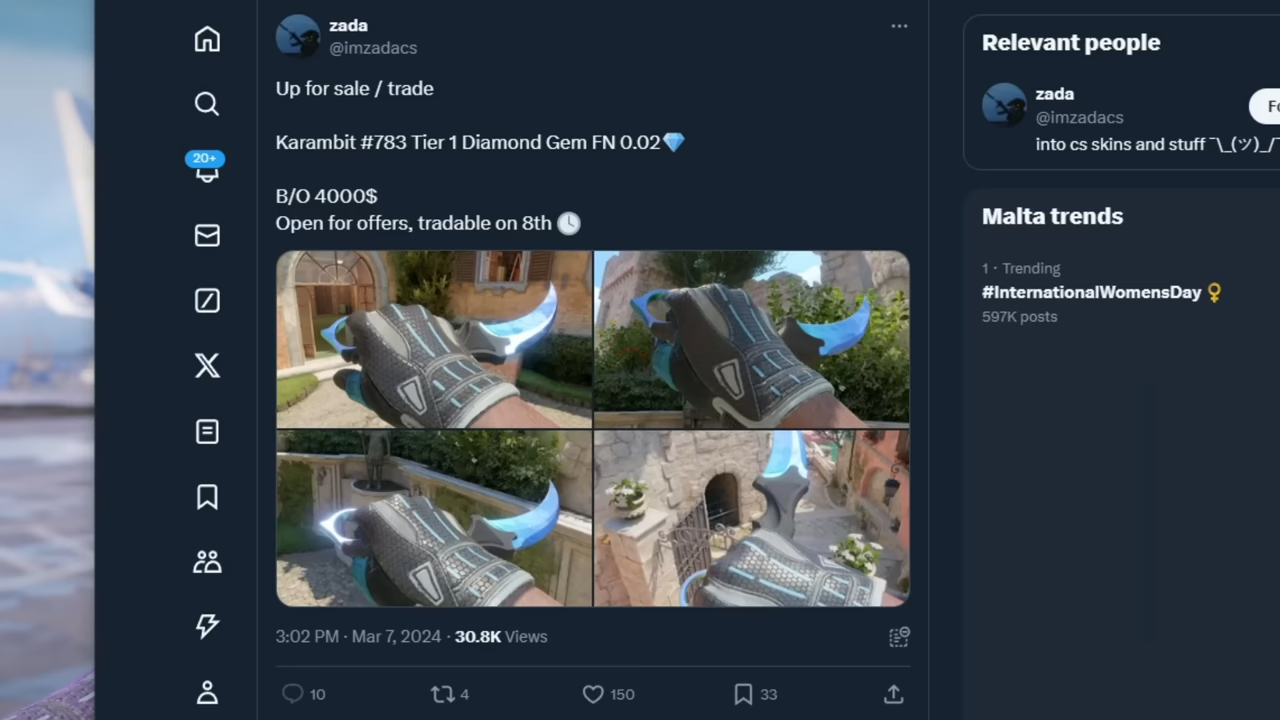 zada
@imzadacs
Up for sale / trade
Karambit #783 Tier 1 Diamond Gem FN 0.02💎
B/O 4000$
Open for offers, tradable on 8th 🕓
3:02 PM · Mar 7, 2024 · 30.8K Views
10
4
150
33
20+
Relevant people
zada
@imzadacs
Fo
into cs skins and stuff ¯\_(ツ)_/¯
Malta trends
1 · Trending
#InternationalWomensDay
597K posts